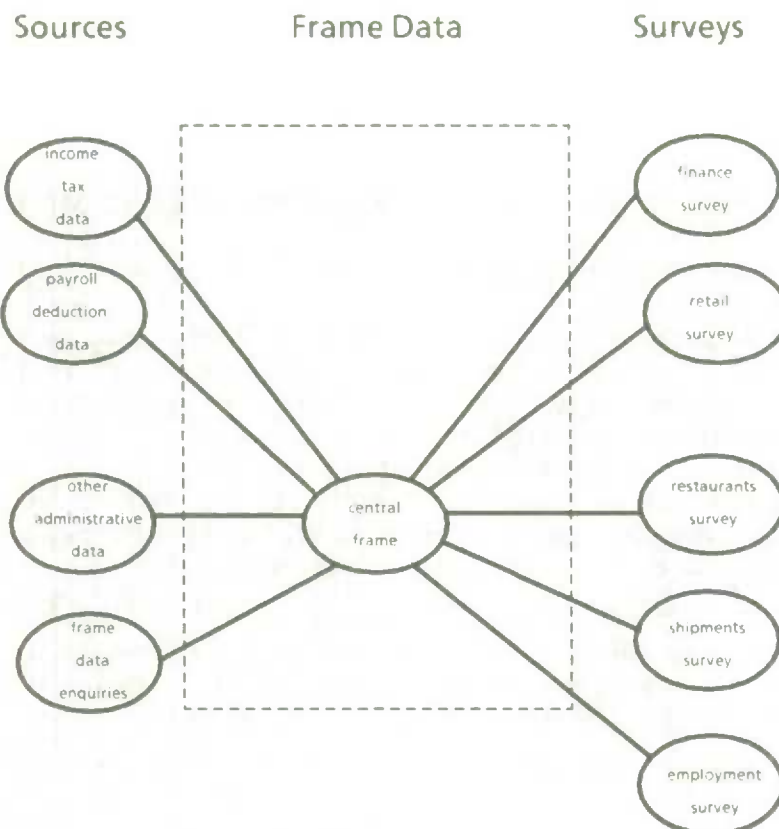 Sources Frame Data Surveys
income
tax
data
payroll
deduction
data
other
administrative
data
frame
data
enquiries
central
frame
finance
survey
retail
survey
restaurants
survey
shipments
survey
employment
survey